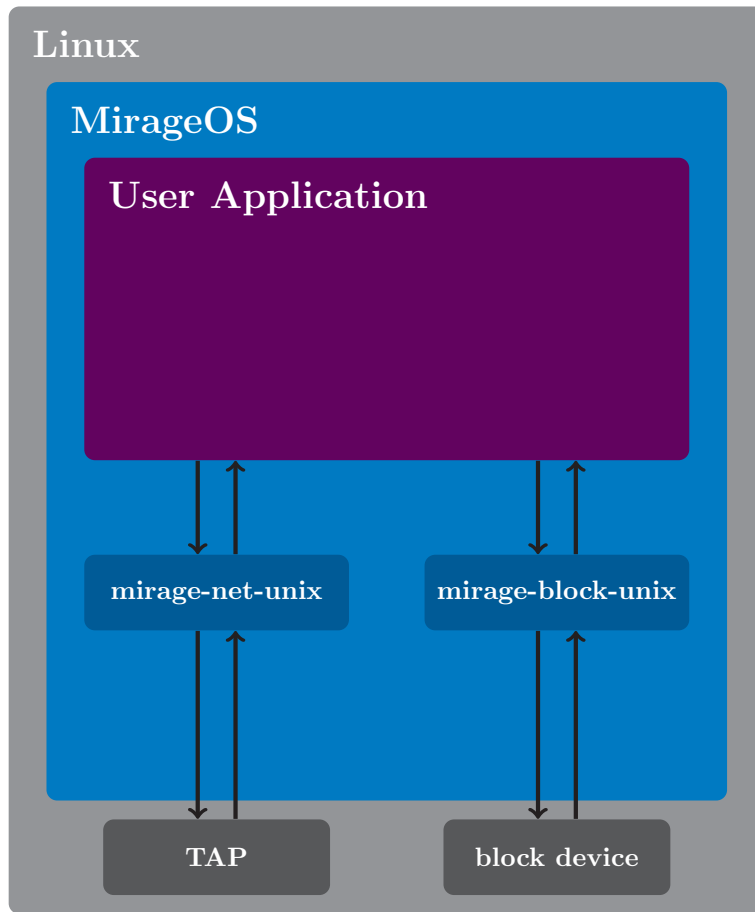 Linux
MirageOS
User Application
mirage-net-unix
mirage-block-unix
TAP
block device